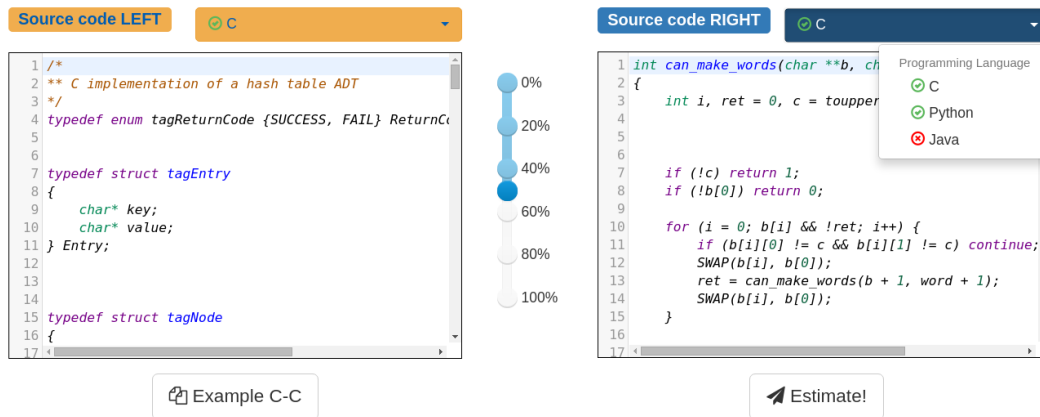 Source code LEFT
C
1 /*
2 ** C implementation of a hash table ADT
3 */
4 typedef enum tagReturnCode {SUCCESS, FAIL} ReturnC
5
6
7 typedef struct tagEntry
8 {
9 char* key;
10 char* value;
11 } Entry;
12
13
14
15 typedef struct tagNode
16 {
17
Example C-C
0%
20%
40%
60%
80%
100%
Source code RIGHT
C
Programming Language
C
Python
Java
1 int can_make_words(char **b, ch
2 {
3 int i, ret = 0, c = toupper
4
5
6
7 if (!c) return 1;
8 if (!b[0]) return 0;
9
10 for (i = 0; b[i] && !ret; i++) {
11 if (b[i][0] != c && b[i][1] != c) continue;
12 SWAP(b[i], b[0]);
13 ret = can_make_words(b + 1, word + 1);
14 SWAP(b[i], b[0]);
15 }
16
17
Estimate!